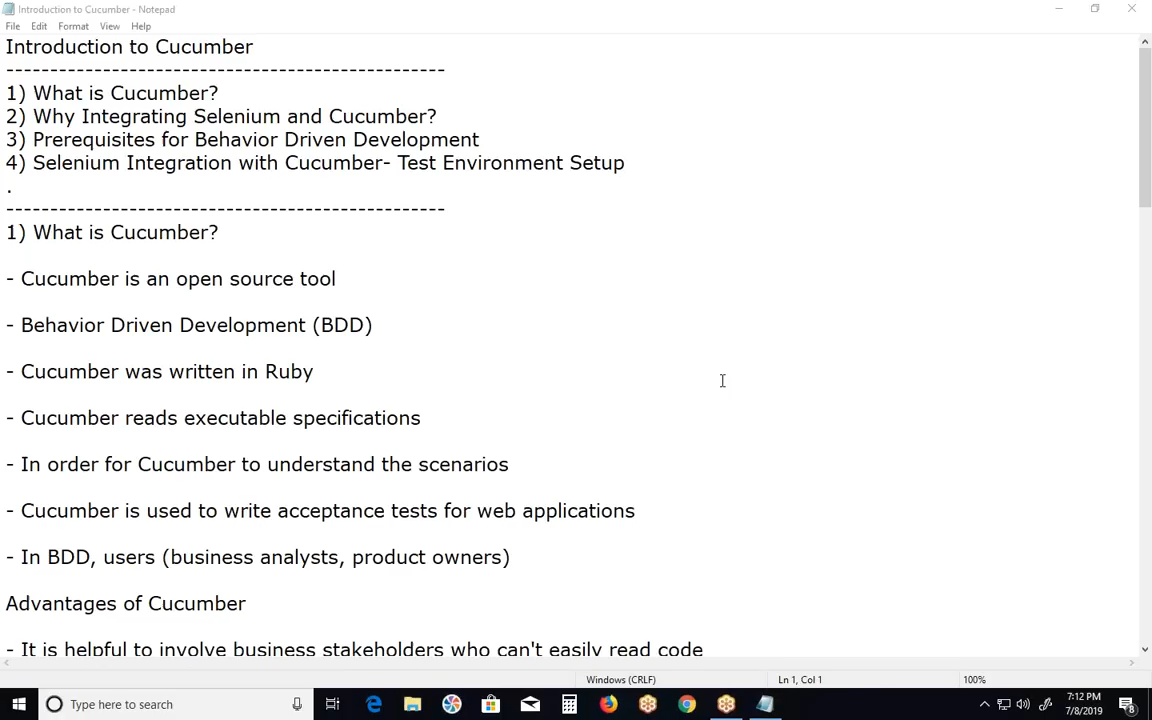 Introduction to Cucumber - Notepad
File Edit Format View Help
Introduction to Cucumber
------------------------------------------------
1) What is Cucumber?
2) Why Integrating Selenium and Cucumber?
3) Prerequisites for Behavior Driven Development
4) Selenium Integration with Cucumber- Test Environment Setup
.
------------------------------------------------
1) What is Cucumber?
- Cucumber is an open source tool
- Behavior Driven Development (BDD)
- Cucumber was written in Ruby
- Cucumber reads executable specifications
- In order for Cucumber to understand the scenarios
- Cucumber is used to write acceptance tests for web applications
- In BDD, users (business analysts, product owners)
Advantages of Cucumber
- It is helpful to involve business stakeholders who can't easily read code
Windows (CRLF) Ln 1, Col 1 100%
Type here to search
7:12 PM
7/8/2019
8